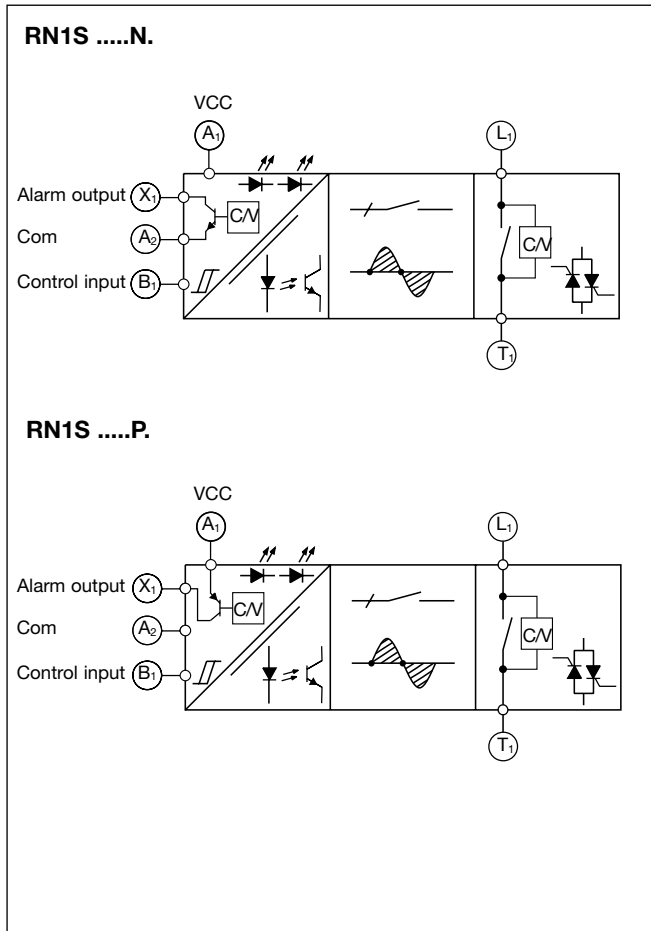 RN1S .....N.
VCC
A1
L1
Alarm output X1
C/V
Com A2
C/V
Control input B1
T1
RN1S .....P.
VCC
A1
L1
Alarm output X1
C/V
Com A2
C/V
Control input B1
T1